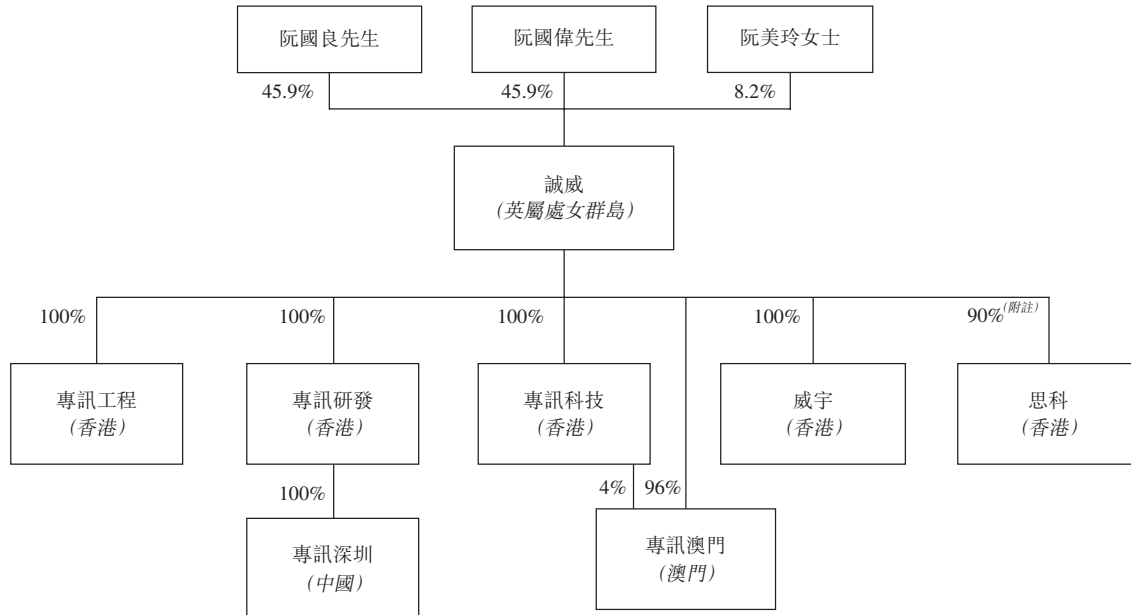 阮國良先生
阮國偉先生
阮美玲女士
45.9%
45.9%
8.2%
誠威
(英屬處女群島)
100%
100%
100%
100%
90%(附註)
專訊工程
(香港)
專訊研發
(香港)
專訊科技
(香港)
威宇
(香港)
思科
(香港)
100%
4%
96%
專訊深圳
(中國)
專訊澳門
(澳門)